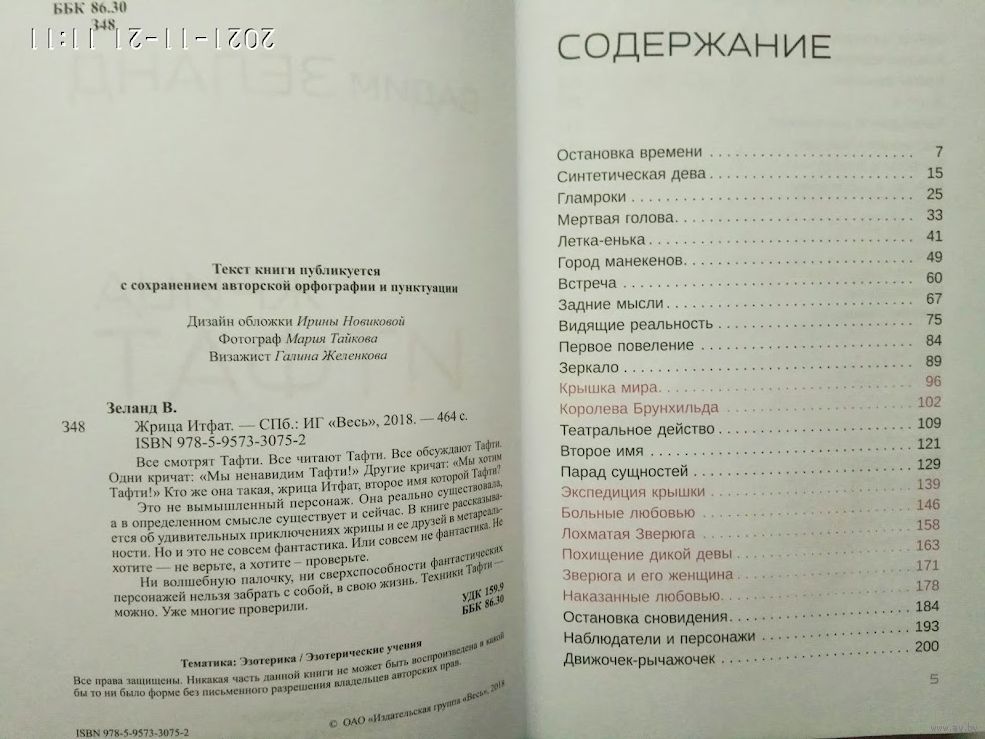 ББК 86.30
348
2021-11-21 11:11
Текст книги публикуется
с сохранением авторской орфографии и пунктуации
Дизайн обложки Ирины Новиковой
Фотограф Мария Тайкова
Визажист Галина Желенкова
Зеланд В.
348 Жрица Итфат. — СПб.: ИГ «Весь», 2018. — 464 с.
ISBN 978-5-9573-3075-2
Все смотрят Тафти. Все читают Тафти. Все обсуждают Тафти.
Одни кричат: «Мы ненавидим Тафти!» Другие кричат: «Мы хотим
Тафти!» Кто же она такая, жрица Итфат, второе имя которой Тафти?
Это не вымышленный персонаж. Она реально существовала,
а в определенном смысле существует и сейчас. В книге рассказыва-
ется об удивительных приключениях жрицы и ее друзей в метареаль-
ности. Но и это не совсем фантастика. Или совсем не фантастика. Не
хотите — не верьте, а хотите – проверьте.
Ни волшебную палочку, ни сверхспособности фантастических
персонажей нельзя забрать с собой, в свою жизнь. Техники Тафти —
можно. Уже многие проверили.
УДК 159.9
ББК 86.30
Тематика: Эзотерика / Эзотерические учения
Все права защищены. Никакая часть данной книги не может быть воспроизведена в какой
бы то ни было форме без письменного разрешения владельцев авторских прав.
© ОАО «Издательская группа «Весь», 2018
ISBN 978-5-9573-3075-2
ВАДИМ ЗЕЛАНД
ЖРИЦА
ИТФАТ
СОДЕРЖАНИЕ
Остановка времени . . . . . 7
Синтетическая дева . . . . . 15
Гламроки . . . . . 25
Мертвая голова . . . . . 33
Летка-енька . . . . . 41
Город манекенов . . . . . 49
Встреча . . . . . 60
Задние мысли . . . . . 67
Видящие реальность . . . . . 75
Первое повеление . . . . . 84
Зеркало . . . . . 89
Крышка мира . . . . . 96
Королева Брунхильда . . . . . 102
Театральное действо . . . . . 109
Второе имя . . . . . 121
Парад сущностей . . . . . 129
Экспедиция крышки . . . . . 139
Больные любовью . . . . . 146
Лохматая Зверюга . . . . . 158
Похищение дикой девы . . . . . 163
Зверюга и его женщина . . . . . 171
Наказанные любовью . . . . . 178
Остановка сновидения . . . . . 184
Наблюдатели и персонажи . . . . . 193
Движочек-рычажочек . . . . . 200
5
www.ay.by